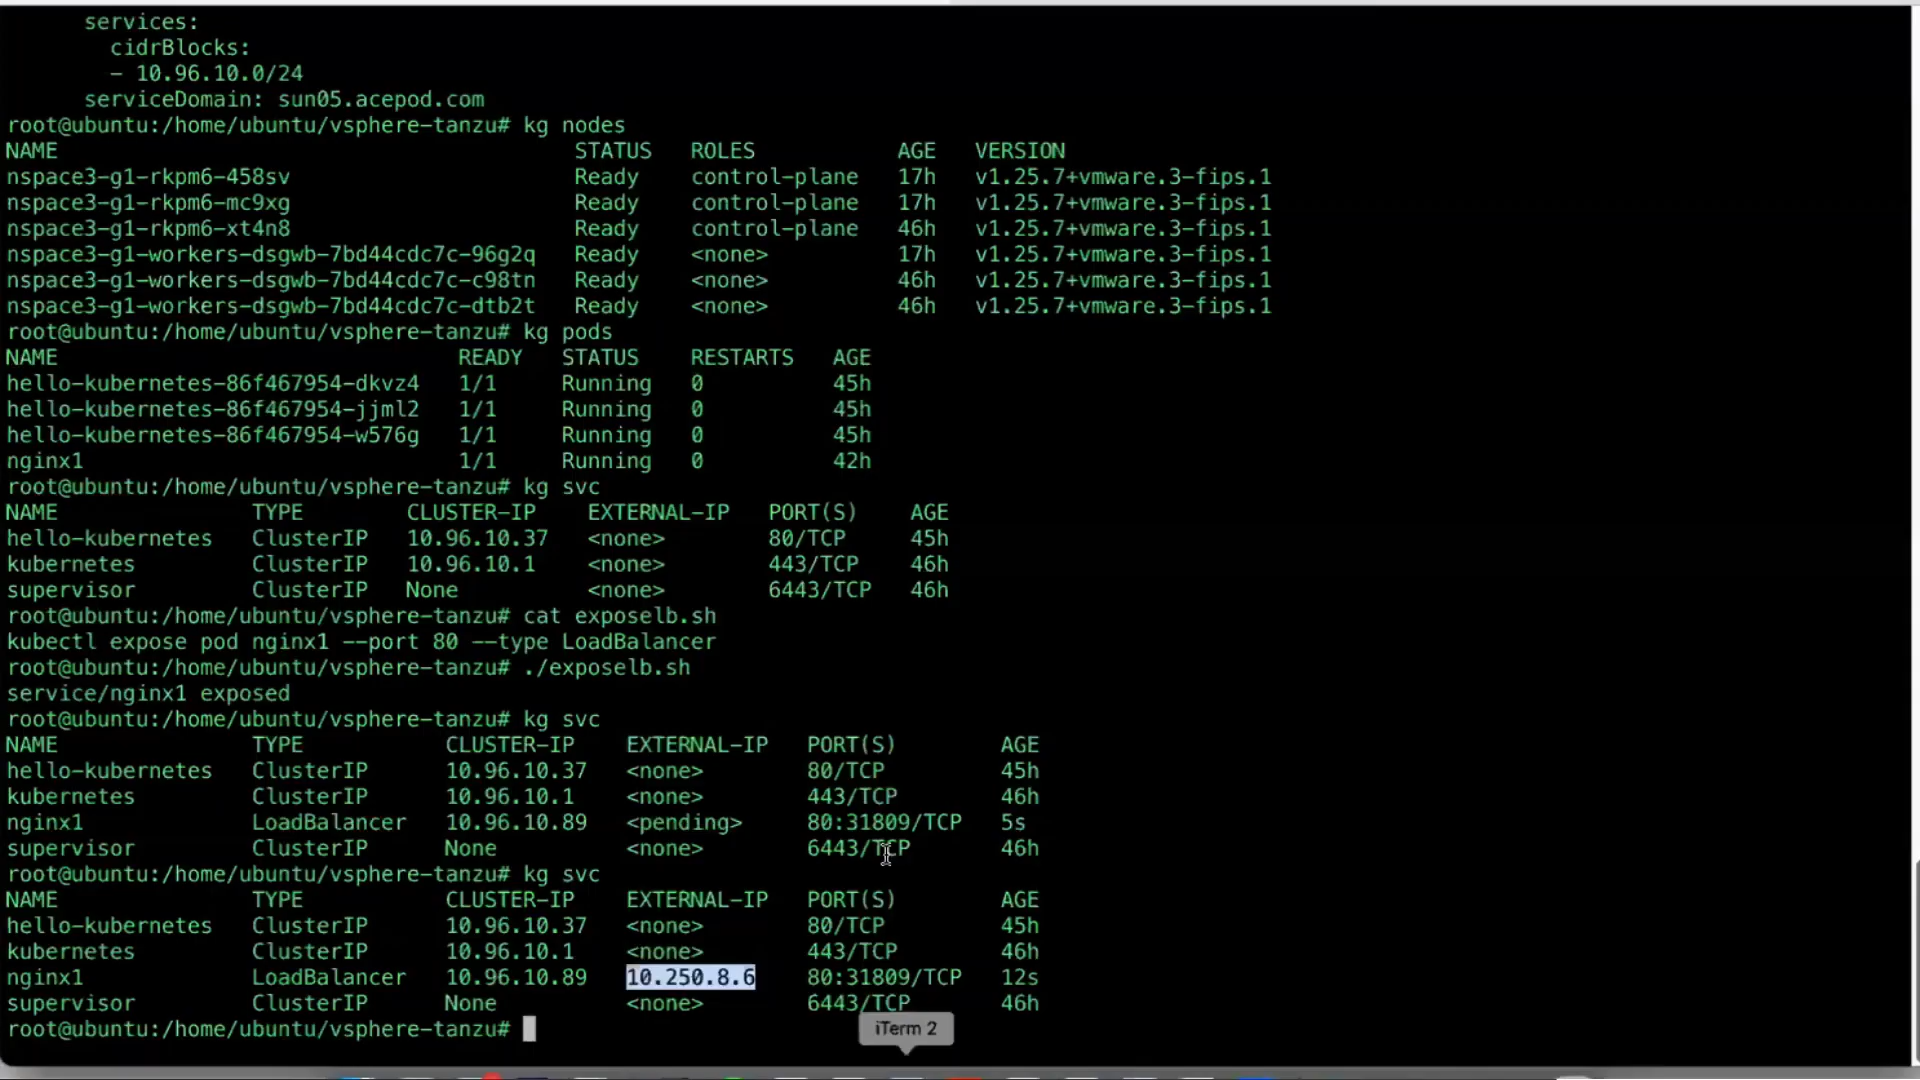 services:
cidrBlocks:
- 10.96.10.0/24
serviceDomain: sun05.acepod.com
root@ubuntu:/home/ubuntu/vsphere-tanzu# kg nodes
NAME STATUS ROLES AGE VERSION
nspace3-g1-rkpm6-458sv Ready control-plane 17h v1.25.7+vmware.3-fips.1
nspace3-g1-rkpm6-mc9xg Ready control-plane 17h v1.25.7+vmware.3-fips.1
nspace3-g1-rkpm6-xt4n8 Ready control-plane 46h v1.25.7+vmware.3-fips.1
nspace3-g1-workers-dsgwb-7bd44cdc7c-96g2q Ready <none> 17h v1.25.7+vmware.3-fips.1
nspace3-g1-workers-dsgwb-7bd44cdc7c-c98tn Ready <none> 46h v1.25.7+vmware.3-fips.1
nspace3-g1-workers-dsgwb-7bd44cdc7c-dtb2t Ready <none> 46h v1.25.7+vmware.3-fips.1
root@ubuntu:/home/ubuntu/vsphere-tanzu# kg pods
NAME READY STATUS RESTARTS AGE
hello-kubernetes-86f467954-dkvz4 1/1 Running 0 45h
hello-kubernetes-86f467954-jjml2 1/1 Running 0 45h
hello-kubernetes-86f467954-w576g 1/1 Running 0 45h
nginx1 1/1 Running 0 42h
root@ubuntu:/home/ubuntu/vsphere-tanzu# kg svc
NAME TYPE CLUSTER-IP EXTERNAL-IP PORT(S) AGE
hello-kubernetes ClusterIP 10.96.10.37 <none> 80/TCP 45h
kubernetes ClusterIP 10.96.10.1 <none> 443/TCP 46h
supervisor ClusterIP None <none> 6443/TCP 46h
root@ubuntu:/home/ubuntu/vsphere-tanzu# cat exposelb.sh
kubectl expose pod nginx1 --port 80 --type LoadBalancer
root@ubuntu:/home/ubuntu/vsphere-tanzu# ./exposelb.sh
service/nginx1 exposed
root@ubuntu:/home/ubuntu/vsphere-tanzu# kg svc
NAME TYPE CLUSTER-IP EXTERNAL-IP PORT(S) AGE
hello-kubernetes ClusterIP 10.96.10.37 <none> 80/TCP 45h
kubernetes ClusterIP 10.96.10.1 <none> 443/TCP 46h
nginx1 LoadBalancer 10.96.10.89 <pending> 80:31809/TCP 5s
supervisor ClusterIP None <none> 6443/TCP 46h
root@ubuntu:/home/ubuntu/vsphere-tanzu# kg svc
NAME TYPE CLUSTER-IP EXTERNAL-IP PORT(S) AGE
hello-kubernetes ClusterIP 10.96.10.37 <none> 80/TCP 45h
kubernetes ClusterIP 10.96.10.1 <none> 443/TCP 46h
nginx1 LoadBalancer 10.96.10.89 10.250.8.6 80:31809/TCP 12s
supervisor ClusterIP None <none> 6443/TCP 46h
root@ubuntu:/home/ubuntu/vsphere-tanzu#
iTerm 2